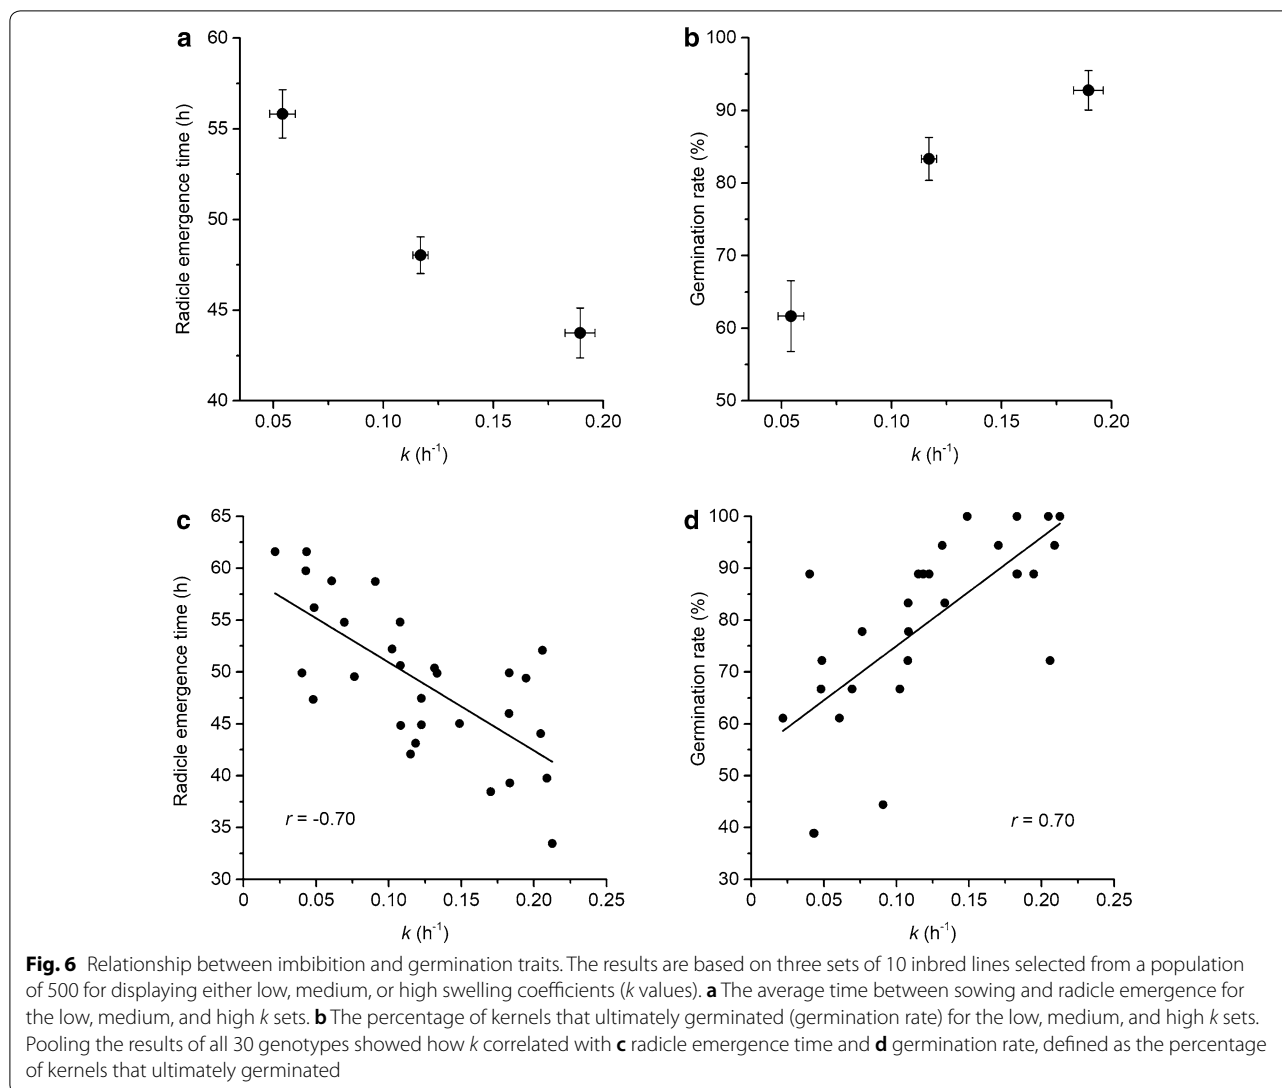 a
60
55
50
45
40
Radicle emergence time (h)
0.05 0.10 0.15 0.20
k (h-1)
b
100
90
80
70
60
50
Germination rate (%)
0.05 0.10 0.15 0.20
k (h-1)
c
65
60
55
50
45
40
35
30
Radicle emergence time (h)
r = -0.70
0 0.05 0.10 0.15 0.20 0.25
k (h-1)
d
100
90
80
70
60
50
40
30
Germination rate (%)
r = 0.70
0 0.05 0.10 0.15 0.20 0.25
k (h-1)
Fig. 6 Relationship between imbibition and germination traits. The results are based on three sets of 10 inbred lines selected from a population
of 500 for displaying either low, medium, or high swelling coefficients (k values). a The average time between sowing and radicle emergence for
the low, medium, and high k sets. b The percentage of kernels that ultimately germinated (germination rate) for the low, medium, and high k sets.
Pooling the results of all 30 genotypes showed how k correlated with c radicle emergence time and d germination rate, defined as the percentage
of kernels that ultimately germinated